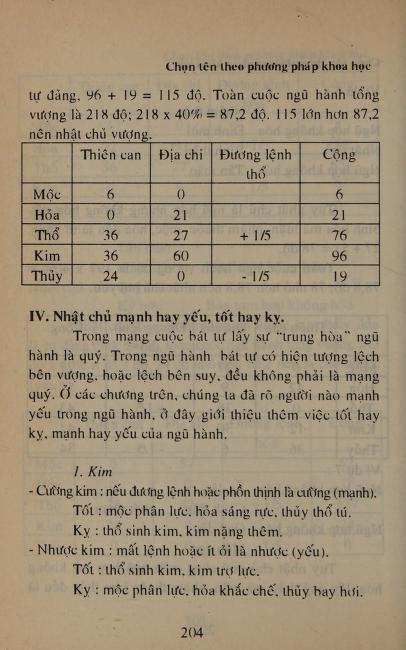 Chọn tên theo phương pháp khoa học
tự đảng, 96 + 19 = 115 độ. Toàn cuộc ngũ hành tổng
vượng là 218 độ; 218 x 40% = 87,2 độ. 115 lớn hơn 87,2
nên nhật chủ vượng.
Thiên can Địa chi Đương lệnh Cộng
thổ
Mộc 6 0 6
Hỏa 0 21 21
Thổ 36 27 + 1/5 76
Kim 36 60 96
Thủy 24 0 - 1/5 19
IV. Nhật chủ mạnh hay yếu, tốt hay kỵ.
Trong mạng cuộc bát tự lấy sự “trung hòa” ngũ
hành là quý. Trong ngũ hành bát tự có hiện tượng lệch
bên vượng, hoặc lệch bên suy, đều không phải là mạng
quý. Ở các chương trên, chúng ta đã rõ người nào mạnh
yếu trong ngũ hành, ở đây giới thiệu thêm việc tốt hay
kỵ, mạnh hay yếu của ngũ hành.
1. Kim
- Cường kim : nếu đương lệnh hoặc phồn thịnh là cường (mạnh).
Tốt : mộc phân lực, hỏa sáng rực, thủy thổ tú.
Kỵ : thổ sinh kim, kim nặng thêm.
- Nhược kim : mất lệnh hoặc ít ỏi là nhược (yếu).
Tốt : thổ sinh kim, kim trợ lực.
Kỵ : mộc phân lực, hỏa khắc chế, thủy bay hơi.
204